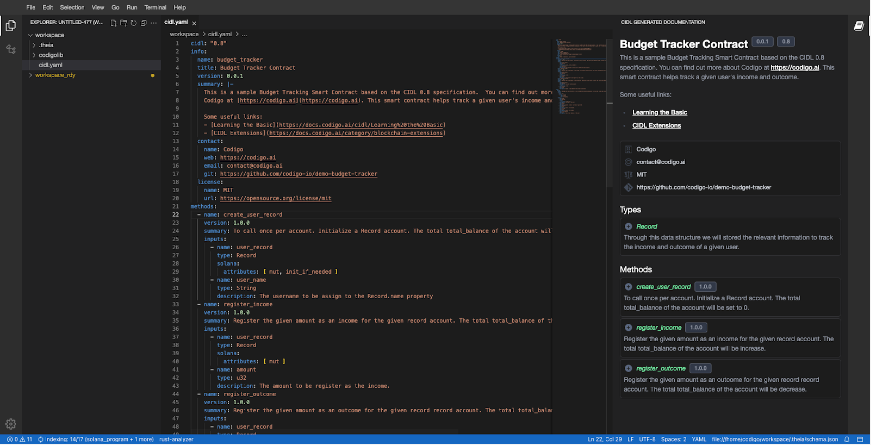 File Edit Selection View Go Run Terminal Help
EXPLORER: UNTITLED-477 (W...
workspace
.theia
codigolib
cidl.yaml
workspace_rdy
cidl.yaml
workspace > cidl.yaml > ...
1 cidl: "0.8"
2 info:
3 name: budget_tracker
4 title: Budget Tracker Contract
5 version: 0.0.1
6 summary: |-
7 This is a sample Budget Tracking Smart Contract based on the CIDL 0.8 specification. You can find out more
8 Codigo at [https://codigo.ai](https://codigo.ai). This smart contract helps track a given user's income and
9
10 Some useful links:
11 - [Learning the Basic](https://docs.codigo.ai/cidl/Learning%20the%20Basic)
12 - [CIDL Extensions](https://docs.codigo.ai/category/blockchain-extensions)
13 contact:
14 name: Codigo
15 web: https://codigo.ai
16 email: contact@codigo.ai
17 git: https://github.com/codigo-io/demo-budget-tracker
18 license:
19 name: MIT
20 url: https://opensource.org/license/mit
21 methods:
22 - name: create_user_record
23 version: 1.0.0
24 summary: To call once per account. Initialize a Record account. The total total_balance of the account wil
25 inputs:
26 - name: user_record
27 type: Record
28 solana:
29 attributes: [ mut, init_if_needed ]
30 - name: user_name
31 type: String
32 description: The username to be assign to the Record.name property
33 - name: register_income
34 version: 1.0.0
35 summary: Register the given amount as an income for the given record account. The total total_balance of th
36 inputs:
37 - name: user_record
38 type: Record
39 solana:
40 attributes: [ mut ]
41 - name: amount
42 type: u32
43 description: The amount to be register as the income.
44 - name: register_outcome
45 version: 1.0.0
46 summary: Register the given amount as an outcome for the given record record account. The total total_balan
47 inputs:
48 - name: user_record
CIDL GENERATED DOCUMENTATION
Budget Tracker Contract 0.0.1 0.8
This is a sample Budget Tracking Smart Contract based on the CIDL 0.8
specification. You can find out more about Codigo at https://codigo.ai. This
smart contract helps track a given user's income and outcome.
Some useful links:
Learning the Basic
CIDL Extensions
Codigo
contact@codigo.ai
MIT
https://github.com/codigo-io/demo-budget-tracker
Types
Record
Through this data structure we will stored the relevant information to track
the income and outcome of a given user.
Methods
create_user_record 1.0.0
To call once per account. Initialize a Record account. The total
total_balance of the account will be set to 0.
register_income 1.0.0
Register the given amount as an income for the given record account. The
total total_balance of the account will be increase.
register_outcome 1.0.0
Register the given amount as an outcome for the given record record
account. The total total_balance of the account will be decrease.
0 11 Indexing: 14/17 (solana_program + 1 more) rust-analyzer Ln 22, Col 29 LF UTF-8 Spaces: 2 YAML file:///home/codigo/workspace/.theia/schema.json